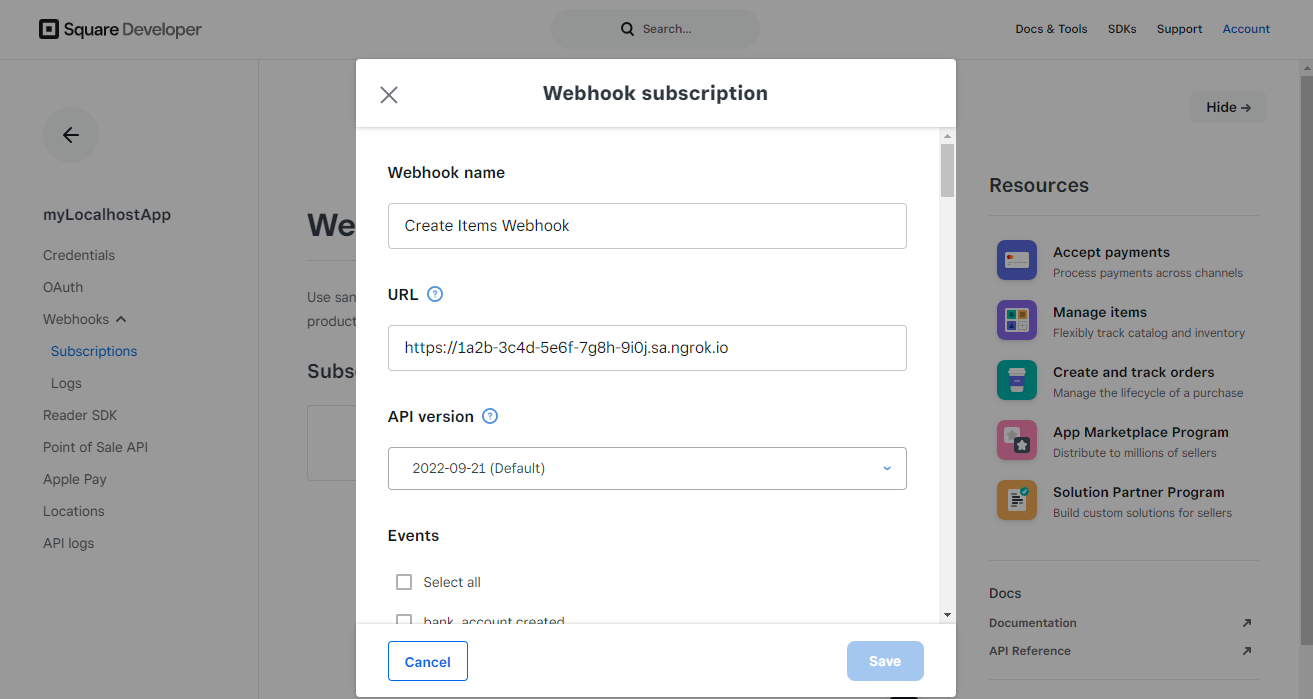 Square Developer
Search...
Docs & Tools
SDKs
Support
Account
myLocalhostApp
Credentials
OAuth
Webhooks
Subscriptions
Logs
Reader SDK
Point of Sale API
Apple Pay
Locations
API logs
We
Use san
product
Subs
Webhook subscription
Webhook name
Create Items Webhook
URL ?
https://1a2b-3c4d-5e6f-7g8h-9i0j.sa.ngrok.io
API version ?
2022-09-21 (Default)
Events
Select all
bank_account.created
Cancel
Save
Hide →
Resources
Accept payments
Process payments across channels
Manage items
Flexibly track catalog and inventory
Create and track orders
Manage the lifecycle of a purchase
App Marketplace Program
Distribute to millions of sellers
Solution Partner Program
Build custom solutions for sellers
Docs
Documentation
API Reference